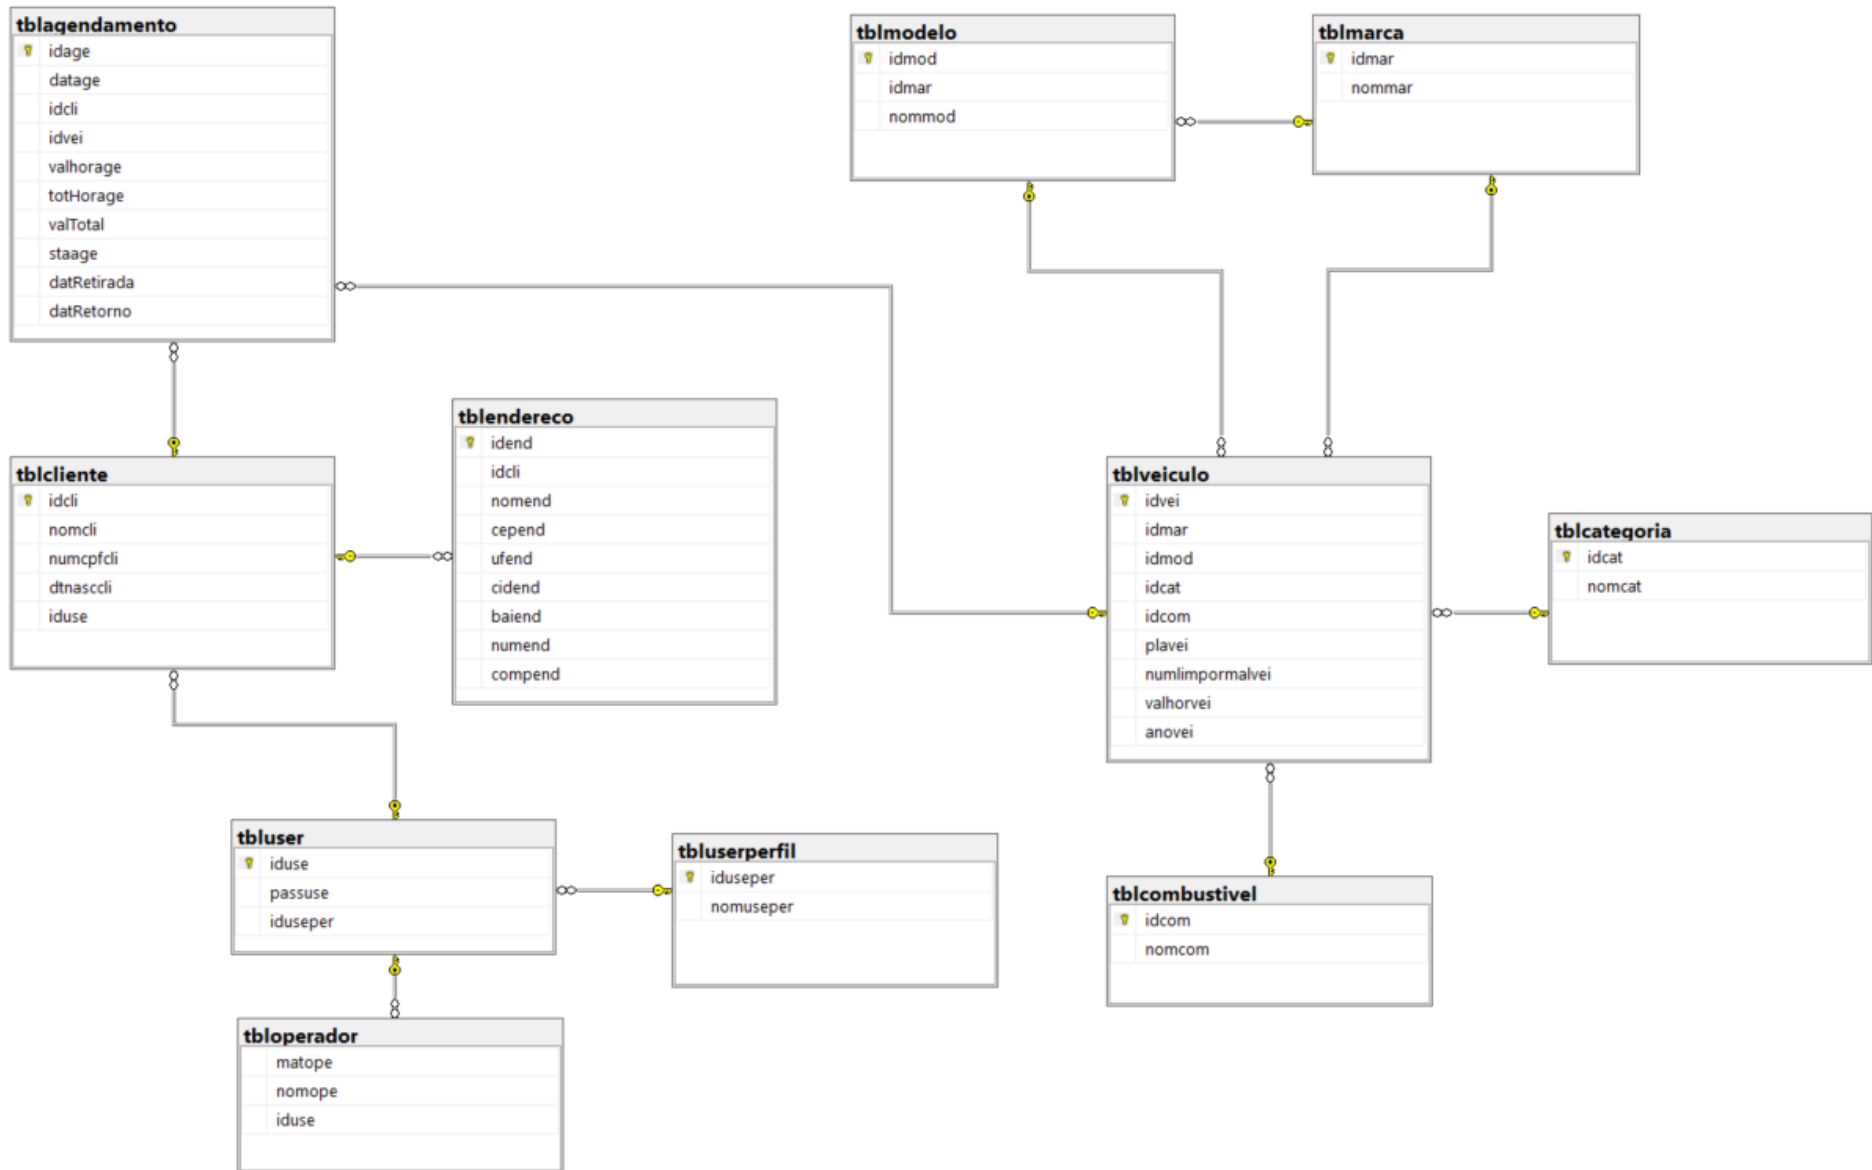 tblagendamento
idage
datage
idcli
idvei
valhorage
totHorage
valTotal
staage
datRetirada
datRetorno
tblmodelo
idmod
idmar
nommod
tblmarca
idmar
nommar
tblendereco
idend
idcli
nomend
cepend
ufend
cidend
baiend
numend
compend
tblcliente
idcli
nomcli
numcpfcli
dtnasccli
iduse
tblveiculo
idvei
idmar
idmod
idcat
idcom
plavei
numlimpormalvei
valhorvei
anovei
tblcategoria
idcat
nomcat
tbluser
iduse
passuse
iduseper
tbluserperfil
iduseper
nomuseper
tblcombustivel
idcom
nomcom
tbloperador
matope
nomope
iduse